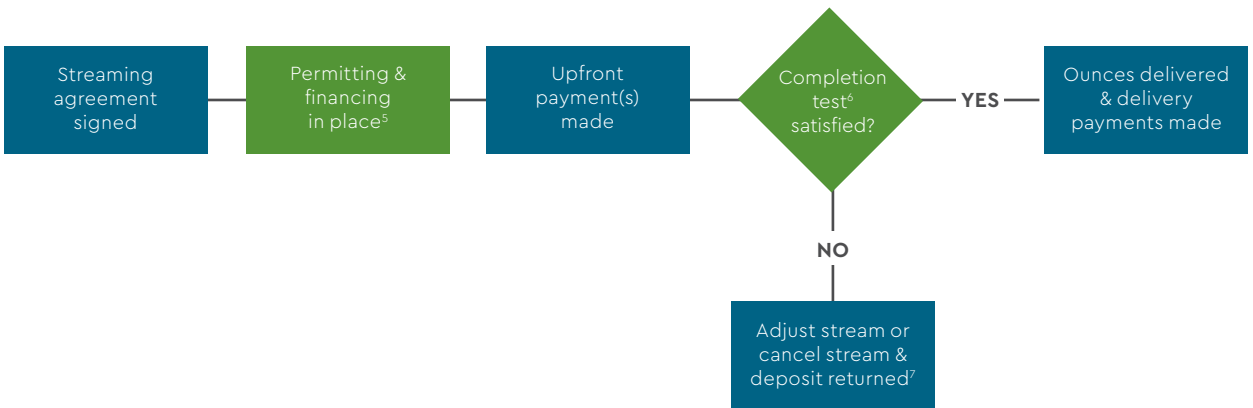 Streaming
agreement
signed
Permitting &
financing
in place⁵
Upfront
payment(s)
made
Completion
test⁶
satisfied?
YES
Ounces delivered
& delivery
payments made
NO
Adjust stream or
cancel stream &
deposit returned⁷